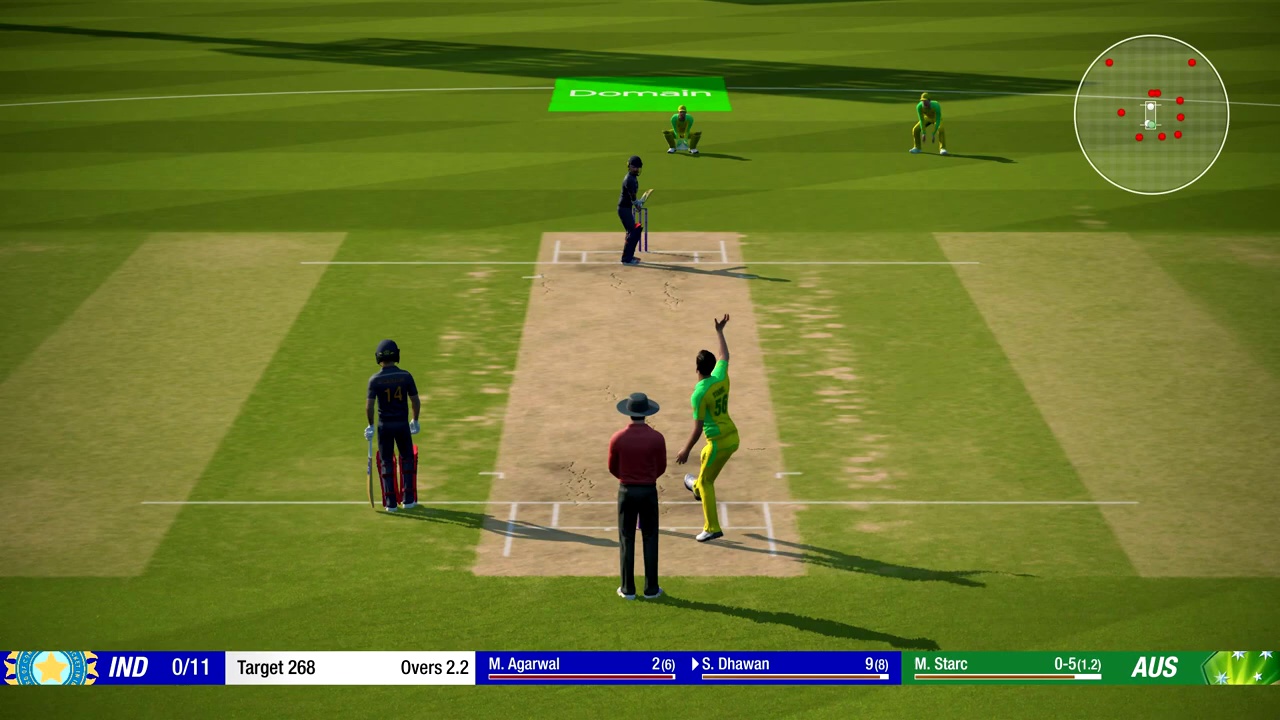 Domain
14
56
IND 0/11 Target 268 Overs 2.2 M. Agarwal 2(6) S. Dhawan 9(8) M. Starc 0-5(1.2) AUS